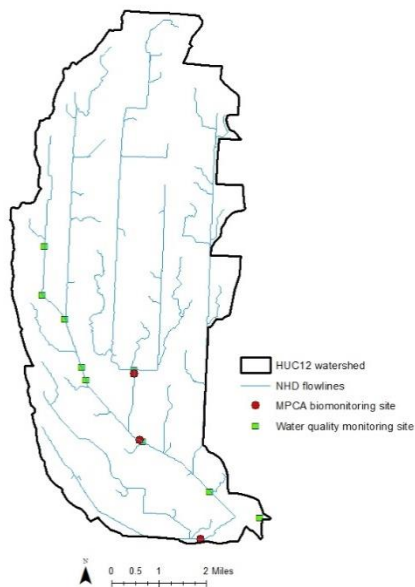 HUC12 watershed
NHD flowlines
MPCA biomonitoring site
Water quality monitoring site
N
0 0.5 1 2 Miles